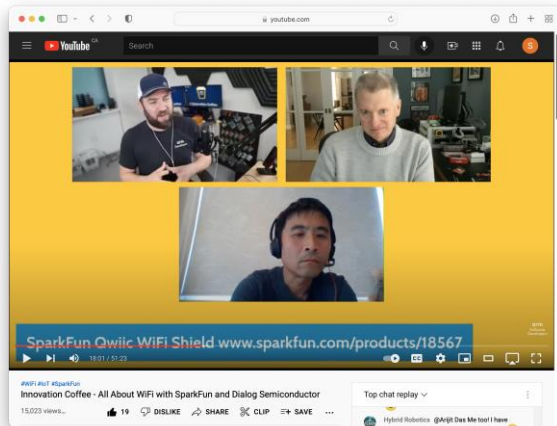 youtube.com
YouTube CA
Search
S
SparkFun Qwiic WiFi Shield www.sparkfun.com/products/18567
18:01 / 51:23
CC
#WiFi #IoT #SparkFun
Innovation Coffee - All About WiFi with SparkFun and Dialog Semiconductor
15,023 views...
19
DISLIKE
SHARE
CLIP
SAVE
...
Top chat replay
Hybrid Robotics @Arijit Das Me too! I have